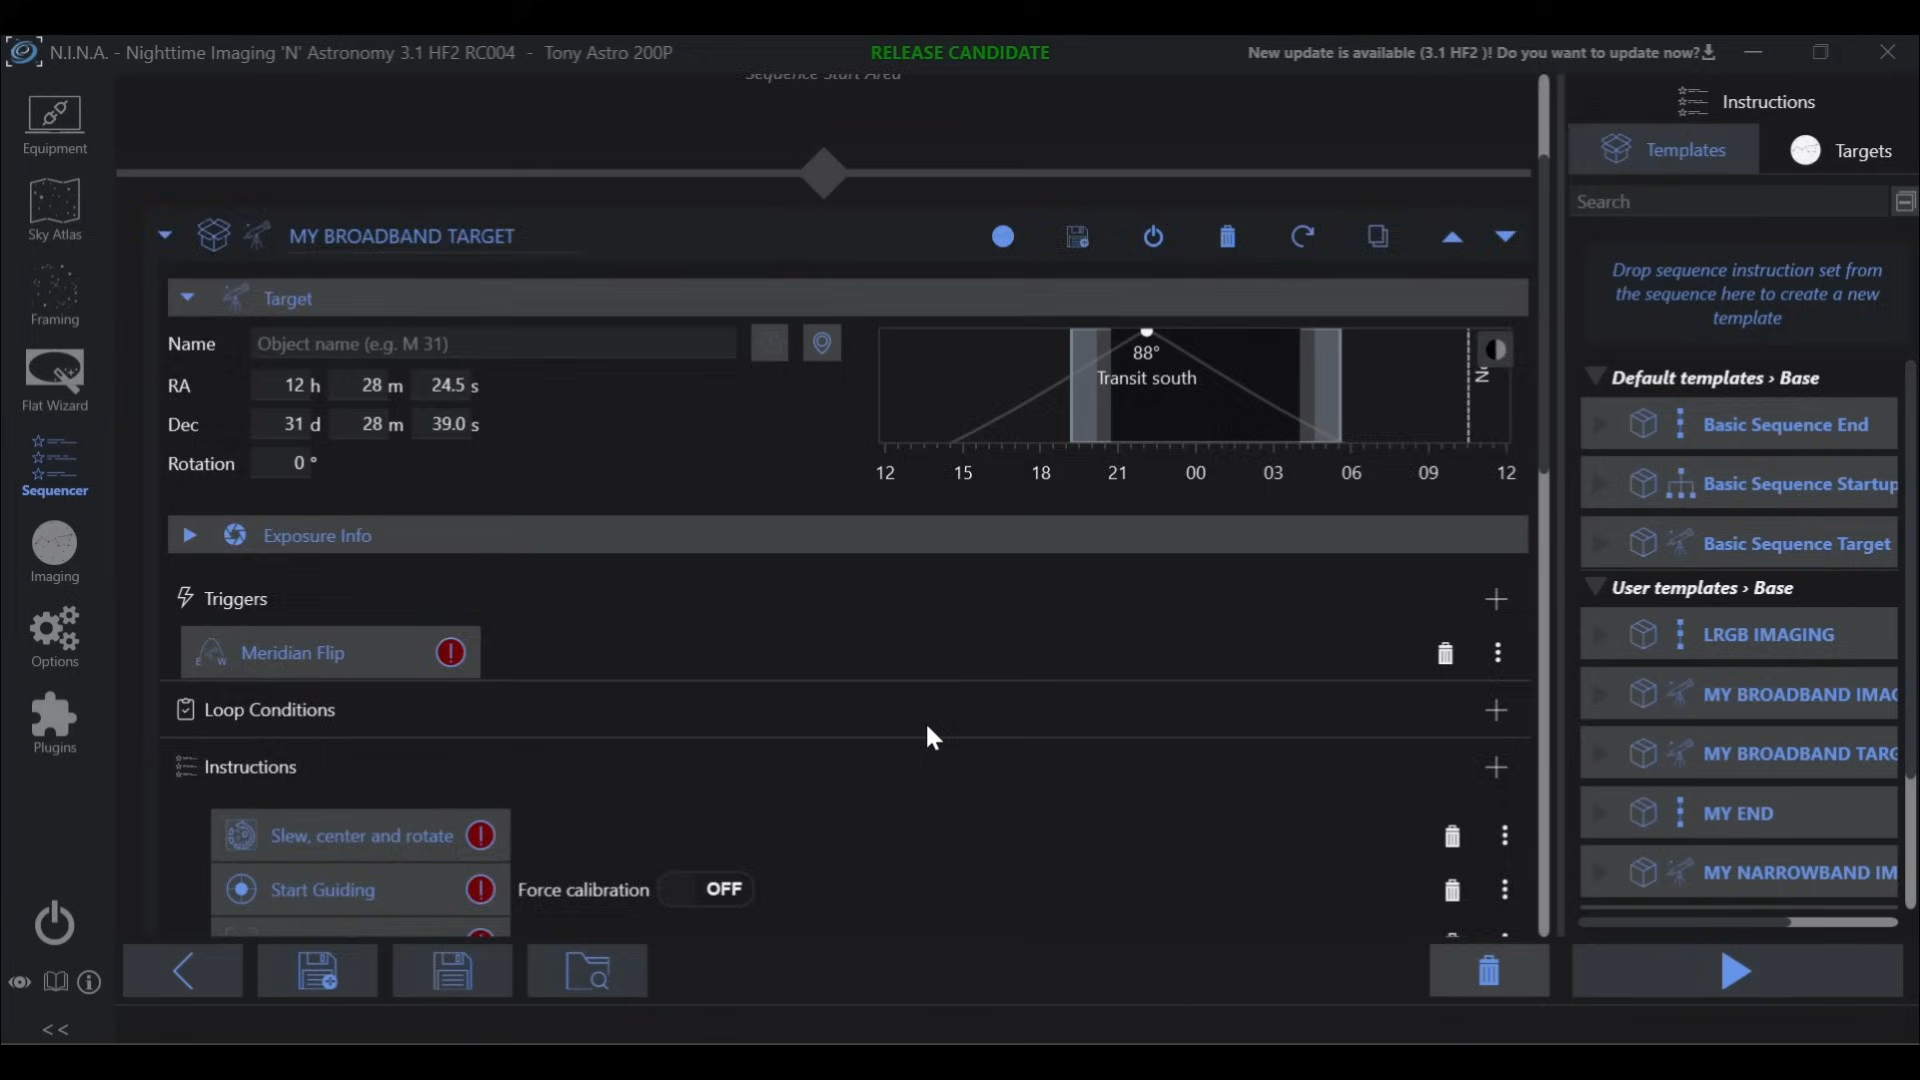 N.I.N.A. - Nighttime Imaging 'N' Astronomy 3.1 HF2 RC004 - Tony Astro 200P
RELEASE CANDIDATE
New update is available (3.1 HF2 )! Do you want to update now?
Sequence Start Area
Equipment
Sky Atlas
Framing
Flat Wizard
Sequencer
Imaging
Options
Plugins
<<
MY BROADBAND TARGET
Target
Name Object name (e.g. M 31)
RA 12 h 28 m 24.5 s
Dec 31 d 28 m 39.0 s
Rotation 0 °
88°
Transit south
12 15 18 21 00 03 06 09 12
Exposure Info
Triggers
E W Meridian Flip
Loop Conditions
Instructions
Slew, center and rotate
Start Guiding Force calibration OFF
Instructions
Templates Targets
Search
Drop sequence instruction set from
the sequence here to create a new
template
Default templates › Base
Basic Sequence End
Basic Sequence Startup
Basic Sequence Target
User templates › Base
LRGB IMAGING
MY BROADBAND IMAG
MY BROADBAND TARG
MY END
MY NARROWBAND IM